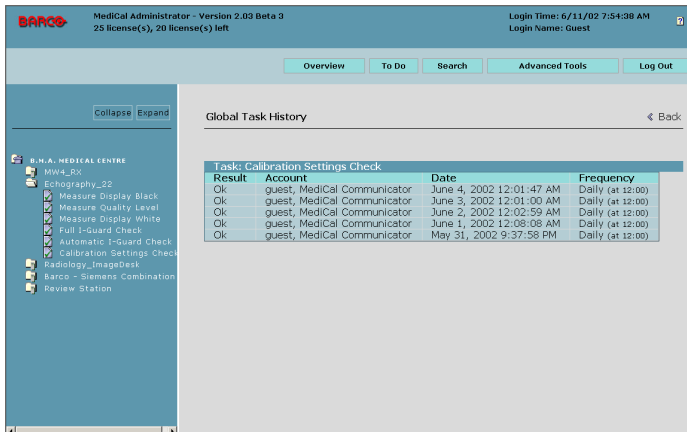 BARCO
MediCal Administrator - Version 2.03 Beta 3
25 license(s), 20 license(s) left
Login Time: 6/11/02 7:54:38 AM
Login Name: Guest
?
Overview To Do Search Advanced Tools Log Out
Collapse Expand
Global Task History
« Back
B.N.A. MEDICAL CENTRE
MW4_RX
Echography_22
Measure Display Black
Measure Quality Level
Measure Display White
Full I-Guard Check
Automatic I-Guard Check
Calibration Settings Check
Radiology_ImageDesk
Barco - Siemens Combination
Review Station
Task: Calibration Settings Check
Result Account Date Frequency
Ok guest, MediCal Communicator June 4, 2002 12:01:47 AM Daily (at 12:00)
Ok guest, MediCal Communicator June 3, 2002 12:01:00 AM Daily (at 12:00)
Ok guest, MediCal Communicator June 2, 2002 12:02:59 AM Daily (at 12:00)
Ok guest, MediCal Communicator June 1, 2002 12:08:08 AM Daily (at 12:00)
Ok guest, MediCal Communicator May 31, 2002 9:37:58 PM Daily (at 12:00)